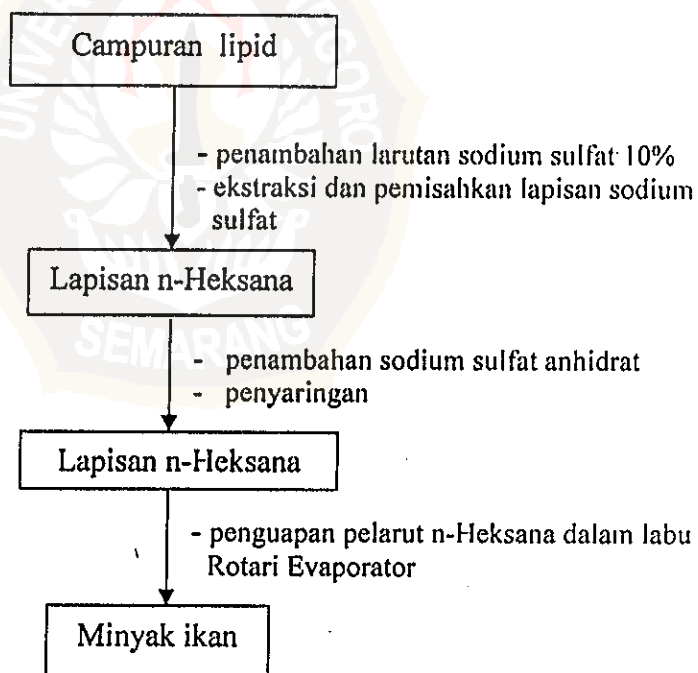 Campuran lipid
- penambahan larutan sodium sulfat 10%
- ekstraksi dan pemisahkan lapisan sodium
sulfat
Lapisan n-Heksana
SEMARANG
- penambahan sodium sulfat anhidrat
- penyaringan
Lapisan n-Heksana
- penguapan pelarut n-Heksana dalam labu
Rotari Evaporator
Minyak ikan